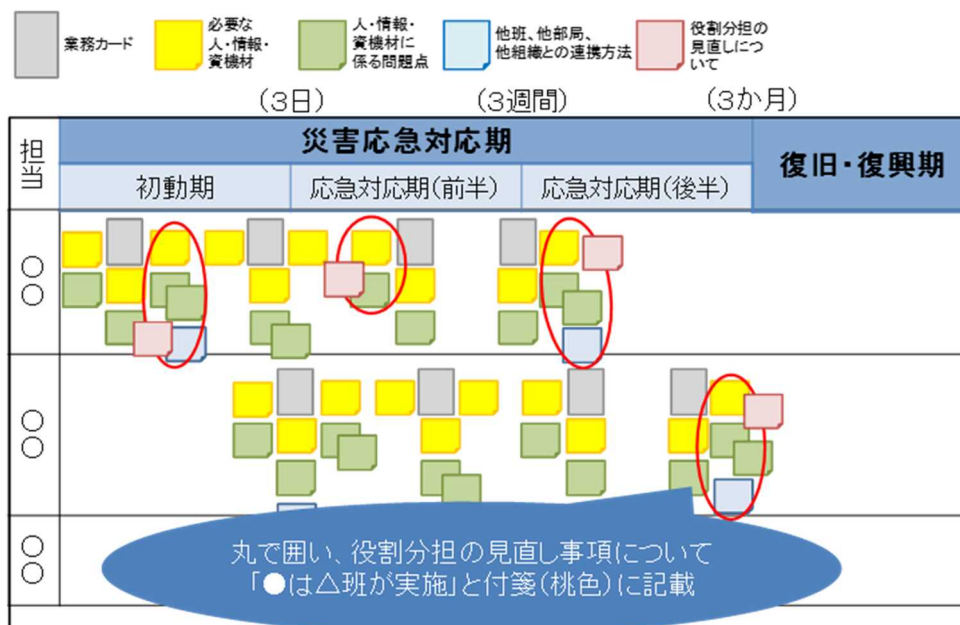 業務カード
必要な
人・情報・
資機材
人・情報・
資機材に
係る問題点
他班、他部局、
他組織との連携方法
役割分担の
見直しにつ
いて
(3日)
(3週間)
(3か月)
担当
災害応急対応期
復旧・復興期
初動期
応急対応期(前半)
応急対応期(後半)
○○
○○
○○
丸で囲い、役割分担の見直し事項について
「●は△班が実施」と付箋(桃色)に記載